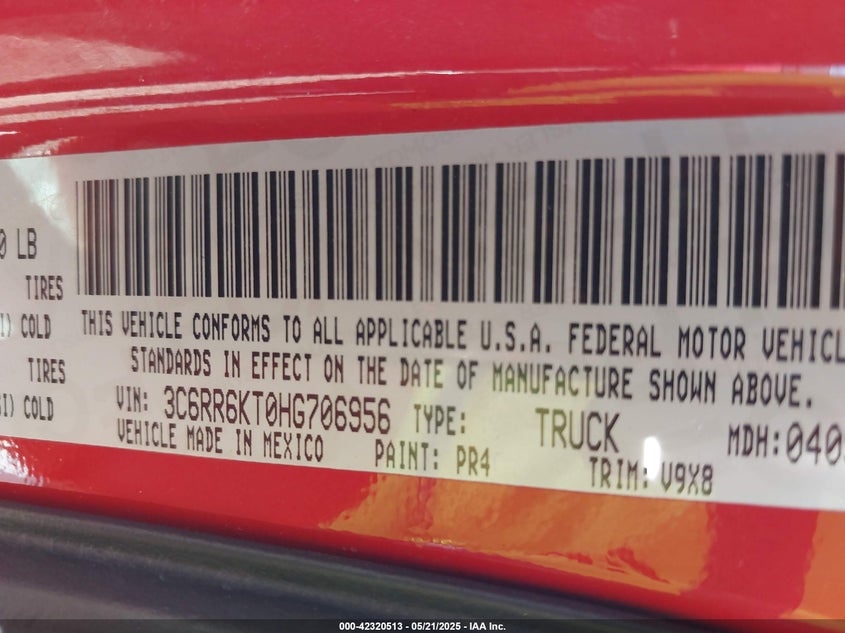 0 LB
TIRES
I) COLD
TIRES
SI) COLD
THIS VEHICLE CONFORMS TO ALL APPLICABLE U.S.A. FEDERAL MOTOR VEHICL
STANDARDS IN EFFECT ON THE DATE OF MANUFACTURE SHOWN ABOVE.
VIN: 3C6RR6KT0HG706956 TYPE: TRUCK MDH:040
VEHICLE MADE IN MEXICO PAINT: PR4 TRIM: V9X8
000-42320513 - 05/21/2025 - IAA Inc.